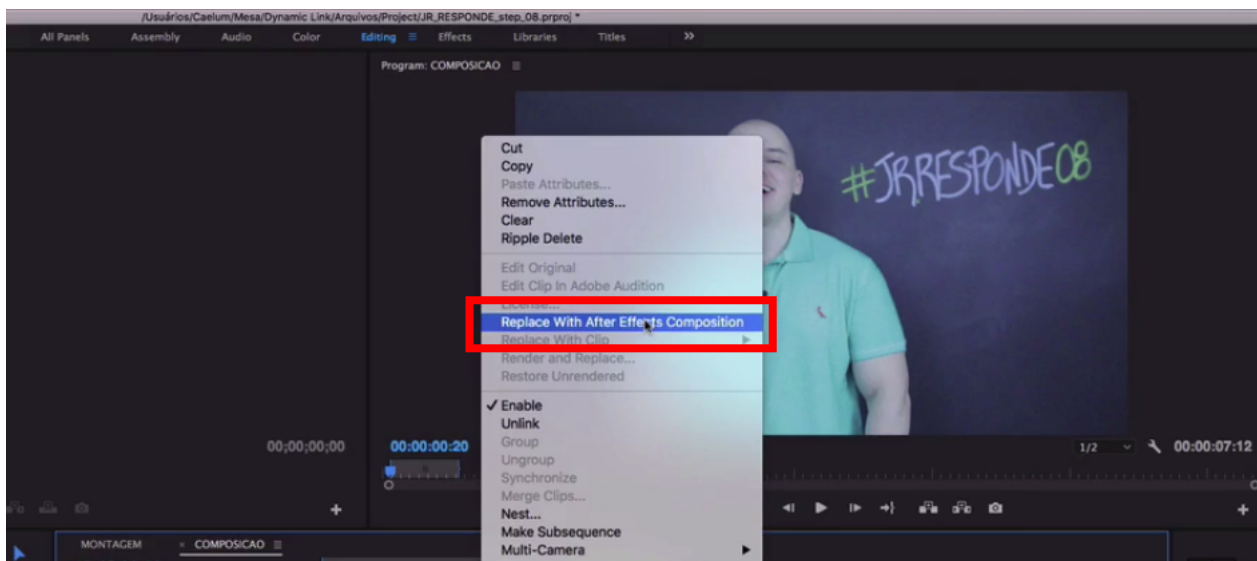 /Usuários/Caelum/Mesa/Dynamic Link/Arquivos/Project/JR_RESPONDE_step_08.prproj *
All Panels Assembly Audio Color Editing Effects Libraries Titles >>
Program: COMPOSICAO
#JRRESPONDE08
Cut
Copy
Paste Attributes...
Remove Attributes...
Clear
Ripple Delete
Edit Original
Edit Clip In Adobe Audition
License...
Replace With After Effects Composition
Replace With Clip
Render and Replace...
Restore Unrendered
✓ Enable
Unlink
Group
Ungroup
Synchronize
Merge Clips...
Nest...
Make Subsequence
Multi-Camera
00;00;00;00 00:00:00:20 1/2 00:00:07:12
MONTAGEM × COMPOSICAO